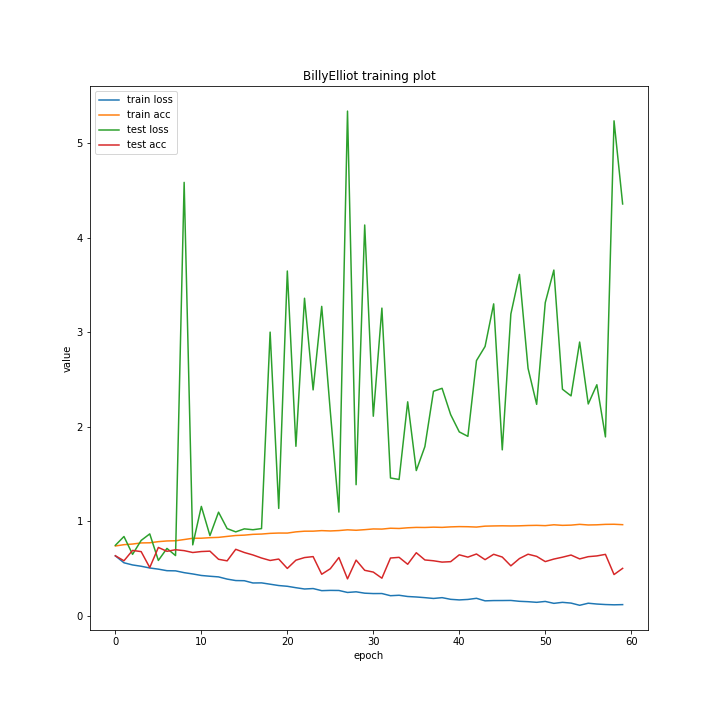 BillyElliot training plot
train loss
train acc
test loss
test acc
5
4
3
2
1
0
value
0 10 20 30 40 50 60
epoch